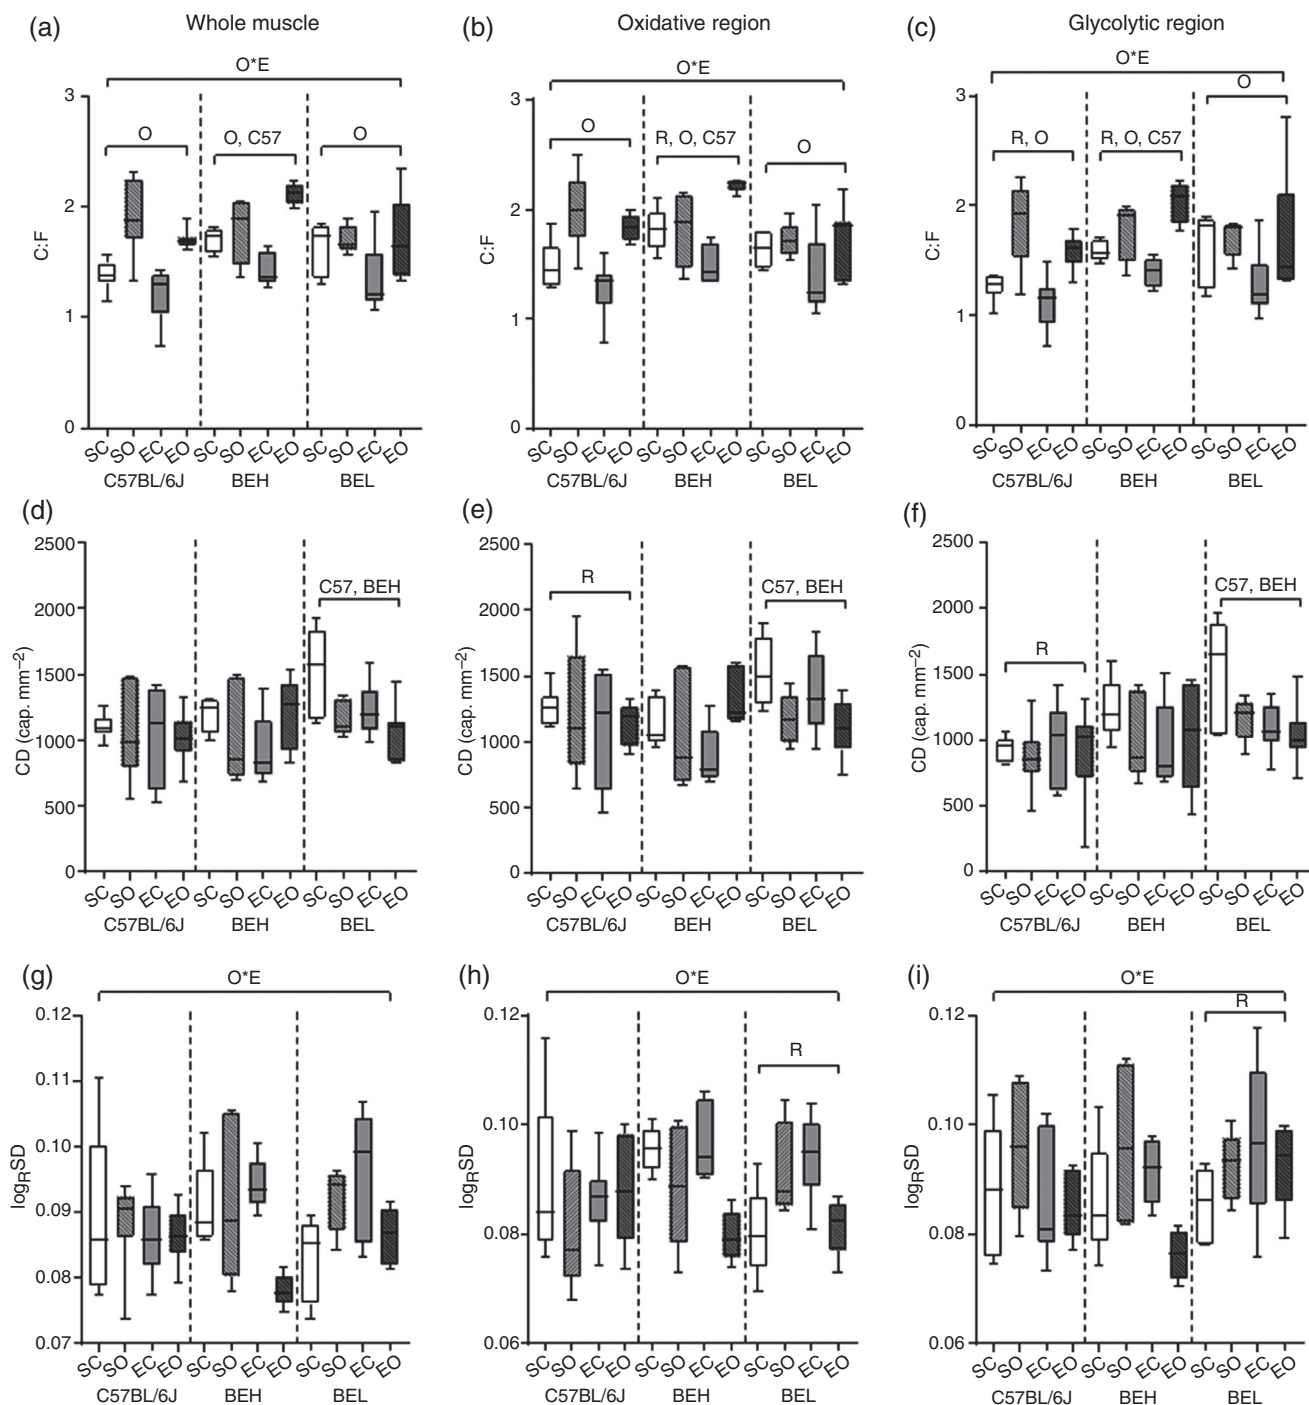 (a) Whole muscle (b) Oxidative region (c) Glycolytic region
O*E O*E O*E
O O, C57 O
O R, O, C57 O
R, O R, O, C57 O
C:F 3 2 1 0
C:F 3 2 1 0
C:F 3 2 1 0
SC SO EC EO SC SO EC EO SC SO EC EO
C57BL/6J BEH BEL
SC SO EC EO SC SO EC EO SC SO EC EO
C57BL/6J BEH BEL
SC SO EC EO SC SO EC EO SC SO EC EO
C57BL/6J BEH BEL
(d) (e) (f)
C57, BEH
R C57, BEH
R C57, BEH
CD (cap. mm⁻²) 2500 2000 1500 1000 500 0
CD (cap. mm⁻²) 2500 2000 1500 1000 500 0
CD (cap. mm⁻²) 2500 2000 1500 1000 500 0
SC SO EC EO SC SO EC EO SC SO EC EO
C57BL/6J BEH BEL
SC SO EC EO SC SO EC EO SC SO EC EO
C57BL/6J BEH BEL
SC SO EC EO SC SO EC EO SC SO EC EO
C57BL/6J BEH BEL
(g) (h) (i)
O*E O*E O*E
R
R
log_RSD 0.12 0.11 0.10 0.09 0.08 0.07
log_RSD 0.12 0.10 0.08 0.06
log_RSD 0.12 0.10 0.08 0.06
SC SO EC EO SC SO EC EO SC SO EC EO
C57BL/6J BEH BEL
SC SO EC EO SC SO EC EO SC SO EC EO
C57BL/6J BEH BEL
SC SO EC EO SC SO EC EO SC SO EC EO
C57BL/6J BEH BEL